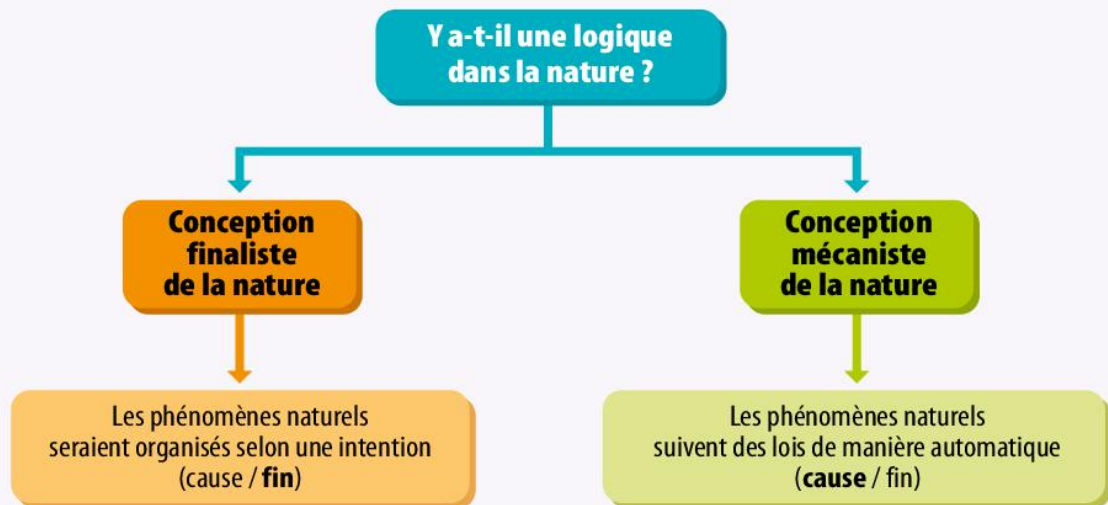 Y a-t-il une logique
dans la nature ?
Conception
finaliste
de la nature
Conception
mécaniste
de la nature
Les phénomènes naturels
seraient organisés selon une intention
(cause / fin)
Les phénomènes naturels
suivent des lois de manière automatique
(cause / fin)